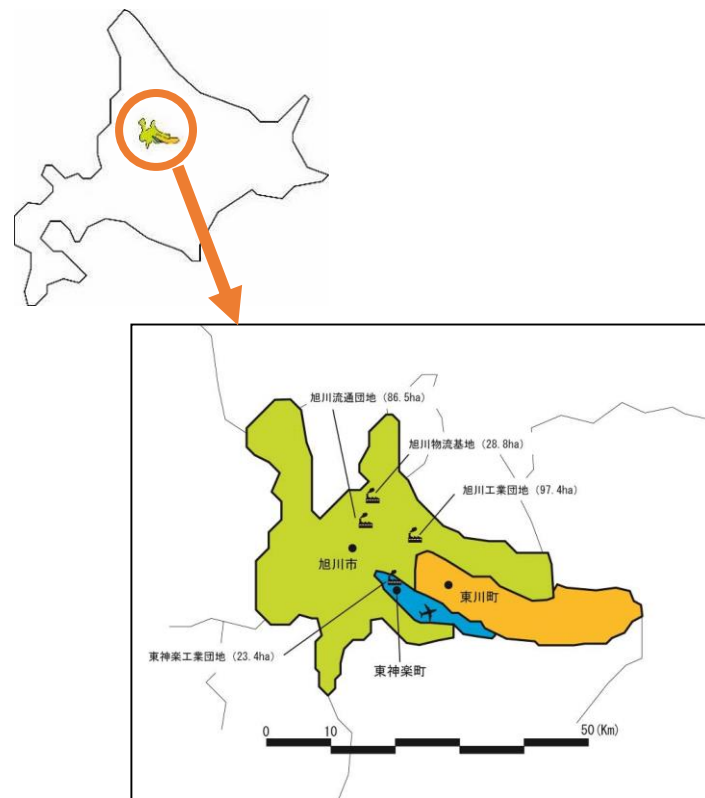 旭川流通団地（86.5ha）
旭川物流基地（28.8ha）
旭川工業団地（97.4ha）
旭川市
東川町
東神楽工業団地（23.4ha）
東神楽町
0 10 50(Km)